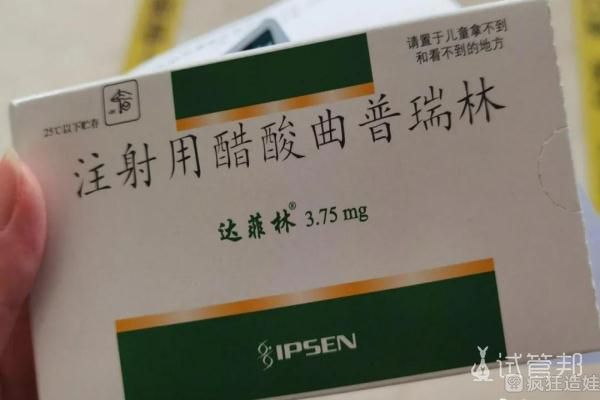 请置于儿童拿不到
和看不到的地方
25℃以下贮存
注射用醋酸曲普瑞林
达菲林® 3.75 mg
IPSEN
试管邦
疯狂造娃